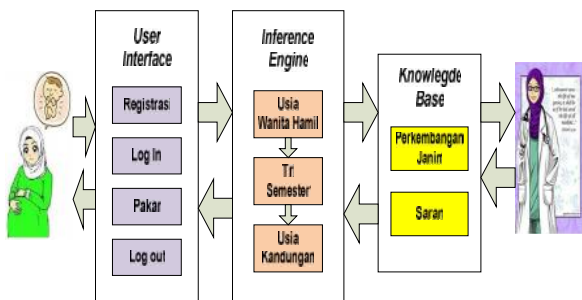 User
Interface
Registrasi
Log In
Pakar
Log out
Inference
Engine
Usia
Wanita Hamil
Tri
Semester
Usia
Kandungan
Knowlegde
Base
Perkembangan
Janin
Saran